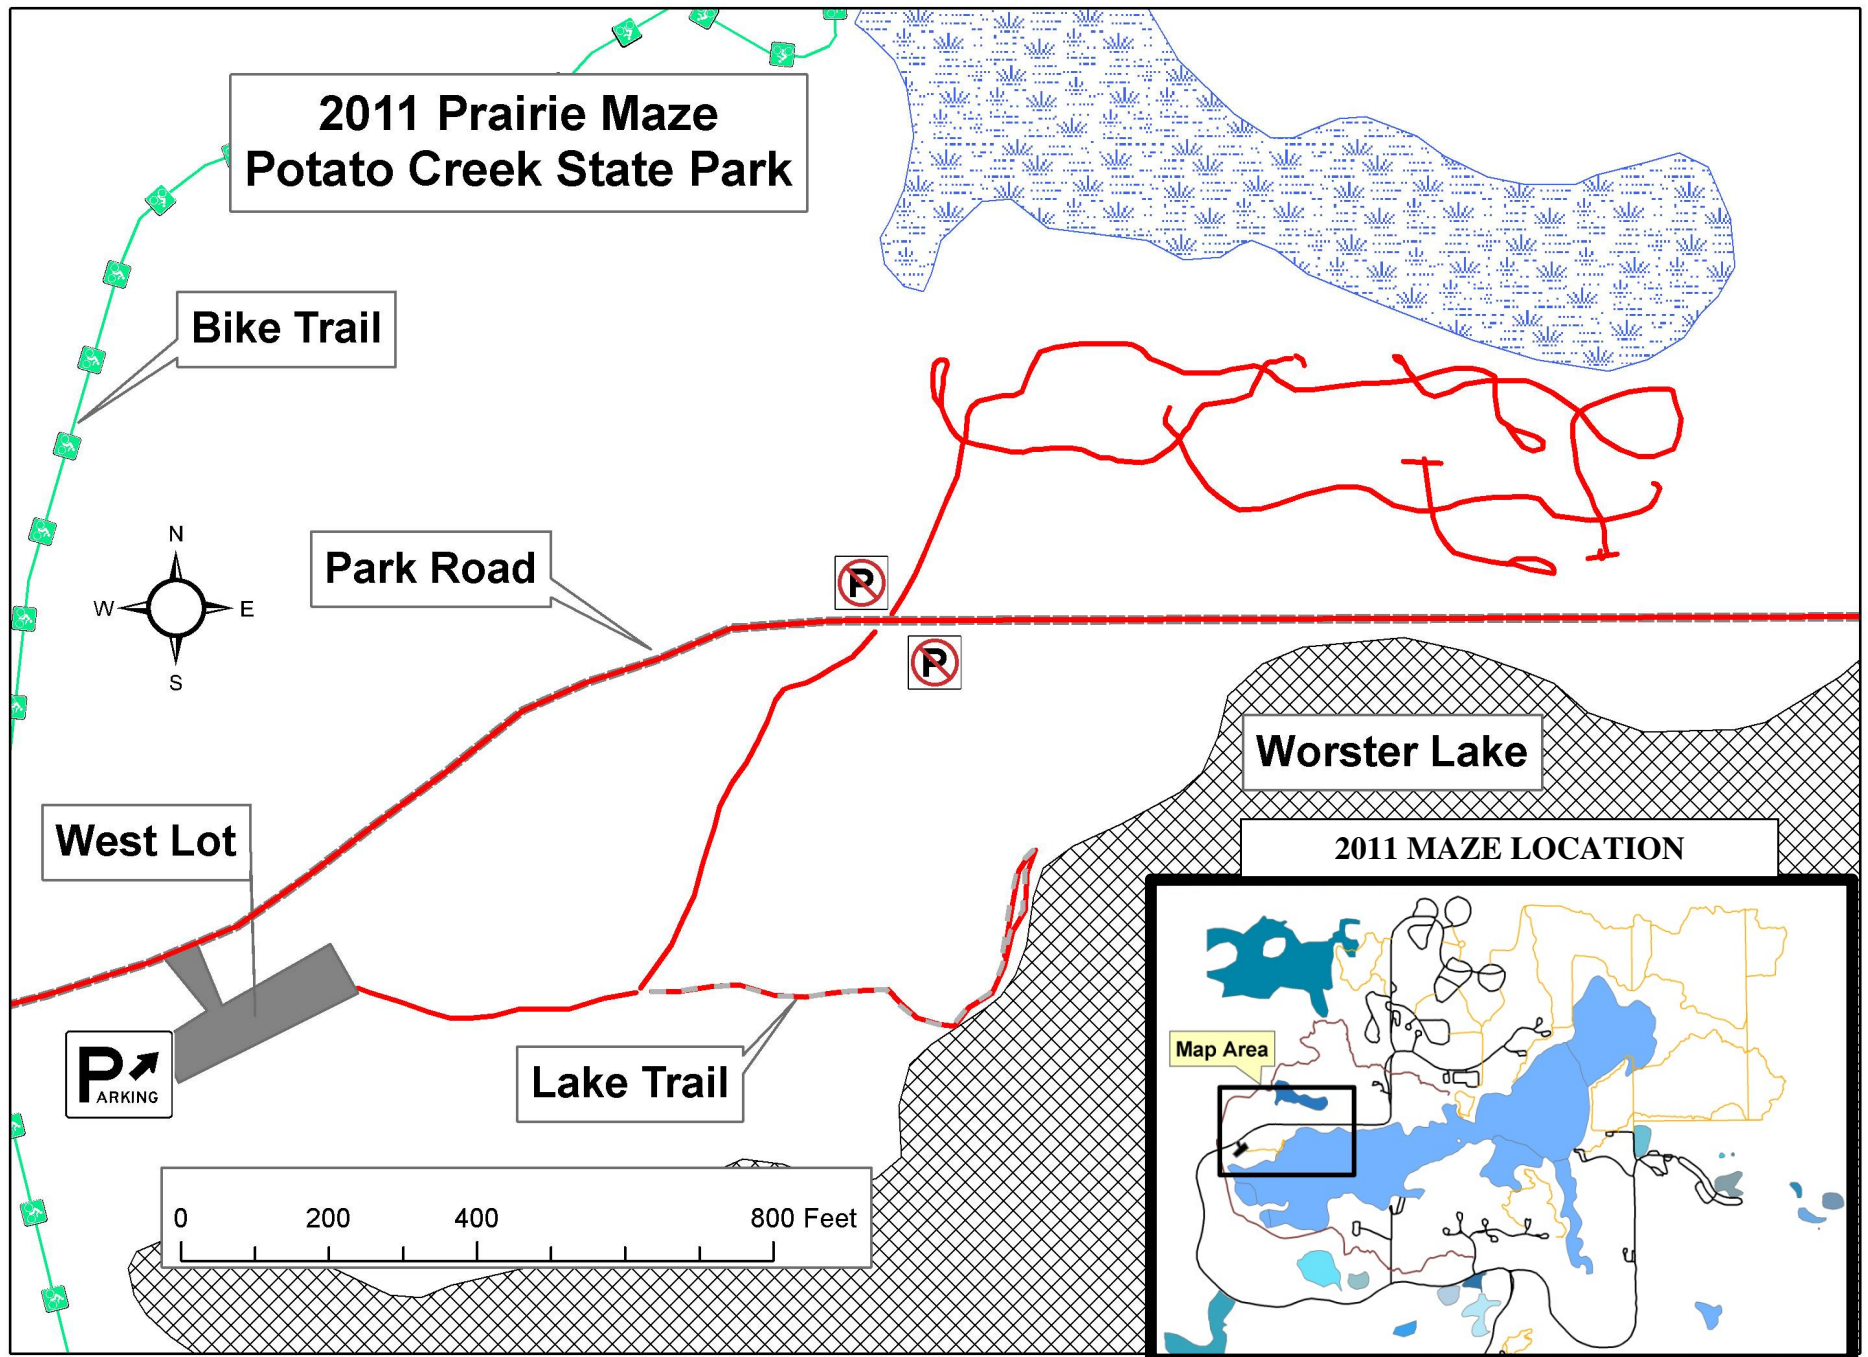 2011 Prairie Maze
Potato Creek State Park
Bike Trail
N
W
E
S
Park Road
P
P
Worster Lake
West Lot
2011 MAZE LOCATION
Map Area
P
ARKING
Lake Trail
0 200 400 800 Feet